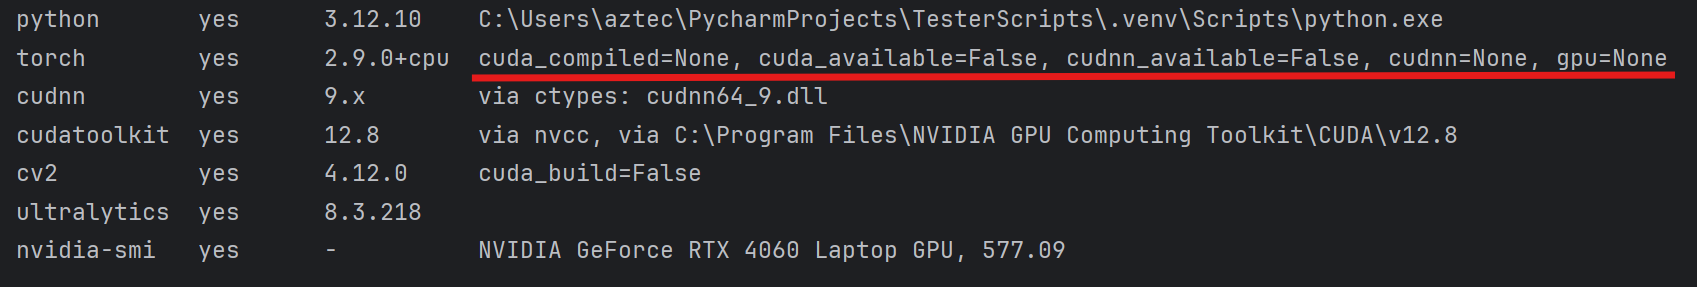 python yes 3.12.10 C:\Users\aztec\PycharmProjects\TesterScripts\.venv\Scripts\python.exe
torch yes 2.9.0+cpu cuda_compiled=None, cuda_available=False, cudnn_available=False, cudnn=None, gpu=None
cudnn yes 9.x via ctypes: cudnn64_9.dll
cudatoolkit yes 12.8 via nvcc, via C:\Program Files\NVIDIA GPU Computing Toolkit\CUDA\v12.8
cv2 yes 4.12.0 cuda_build=False
ultralytics yes 8.3.218
nvidia-smi yes - NVIDIA GeForce RTX 4060 Laptop GPU, 577.09